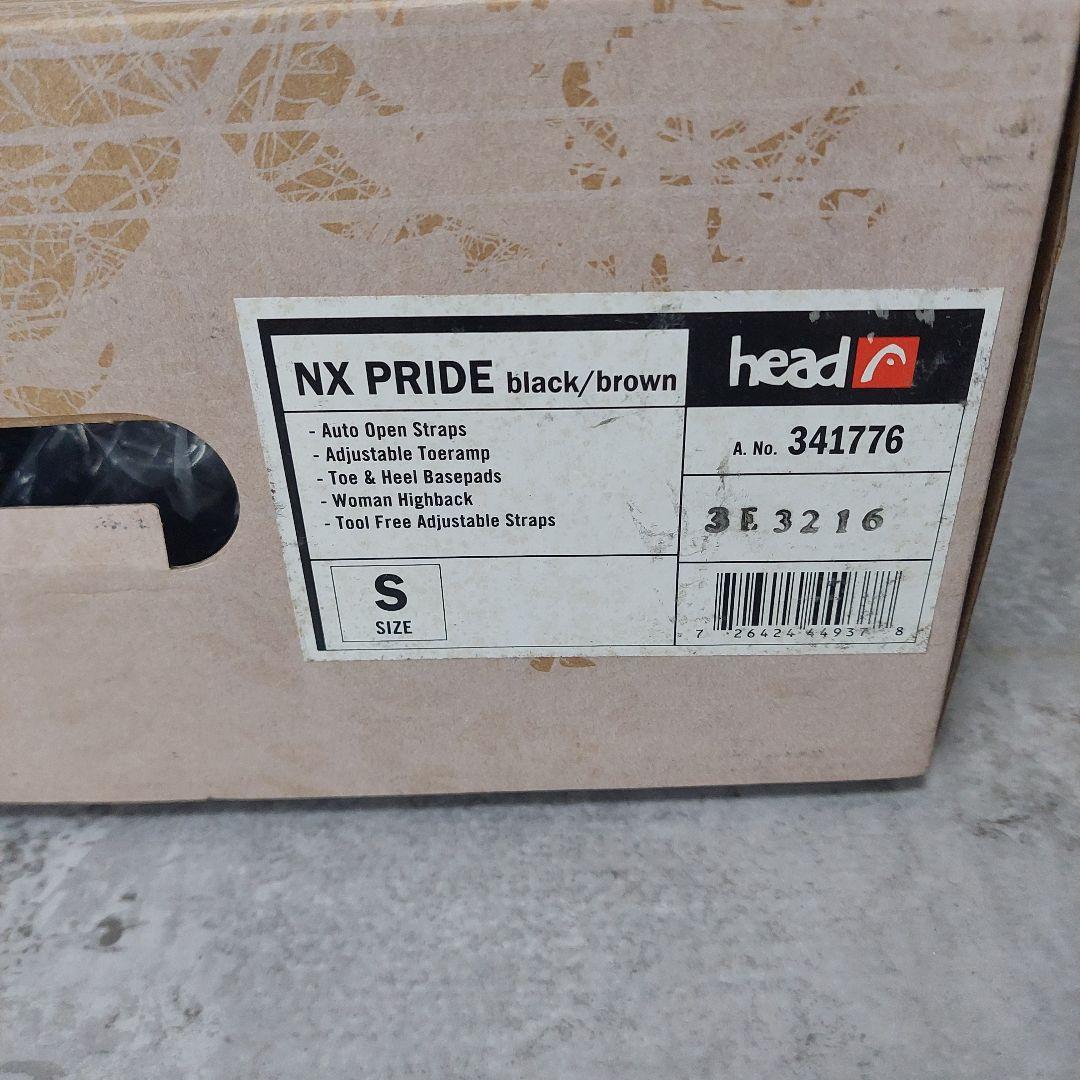 NX PRIDE black/brown
head
- Auto Open Straps
- Adjustable Toeramp
- Toe & Heel Basepads
- Woman Highback
- Tool Free Adjustable Straps
A. No. 341776
3E 3216
S
SIZE
7 26424 44937 8